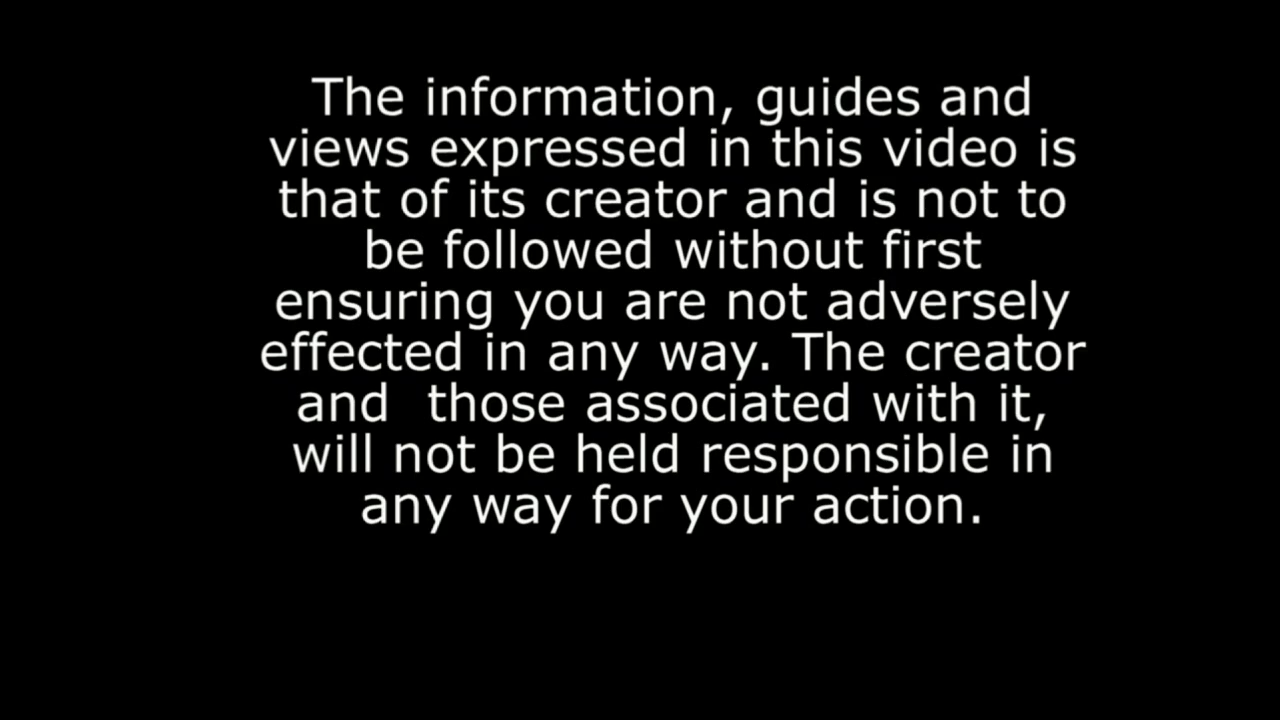 The information, guides and
views expressed in this video is
that of its creator and is not to
be followed without first
ensuring you are not adversely
effected in any way. The creator
and  those associated with it,
will not be held responsible in
any way for your action.